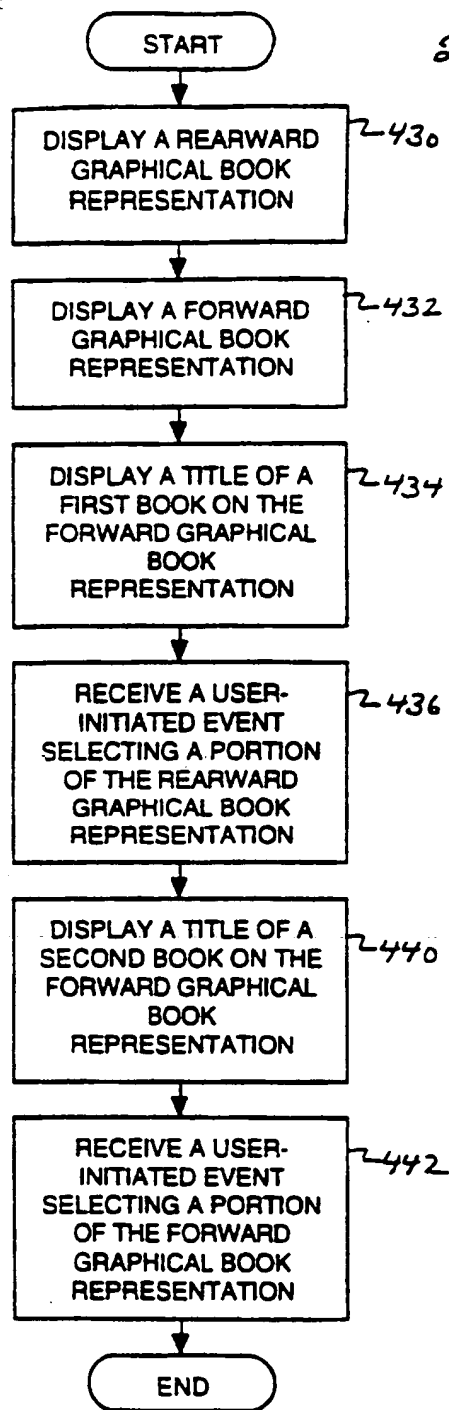 START
DISPLAY A REARWARD
GRAPHICAL BOOK
REPRESENTATION
430
DISPLAY A FORWARD
GRAPHICAL BOOK
REPRESENTATION
432
DISPLAY A TITLE OF A
FIRST BOOK ON THE
FORWARD GRAPHICAL
BOOK
REPRESENTATION
434
RECEIVE A USER-
INITIATED EVENT
SELECTING A PORTION
OF THE REARWARD
GRAPHICAL BOOK
REPRESENTATION
436
DISPLAY A TITLE OF A
SECOND BOOK ON THE
FORWARD GRAPHICAL
BOOK
REPRESENTATION
440
RECEIVE A USER-
INITIATED EVENT
SELECTING A PORTION
OF THE FORWARD
GRAPHICAL BOOK
REPRESENTATION
442
END